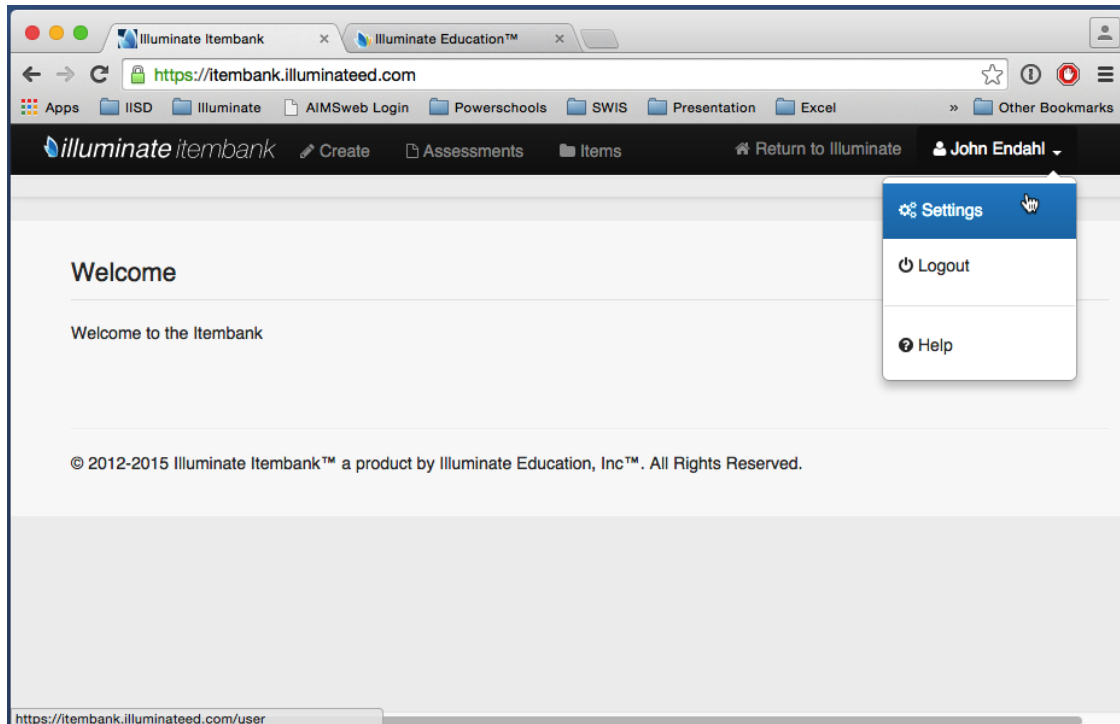 Illuminate Itembank
Illuminate Education™
https://itembank.illuminateed.com
Apps IISD Illuminate AIMSweb Login Powerschools SWIS Presentation Excel » Other Bookmarks
illuminate itembank Create Assessments Items Return to Illuminate John Endahl
Settings
Logout
Help
Welcome
Welcome to the Itembank
© 2012-2015 Illuminate Itembank™ a product by Illuminate Education, Inc™. All Rights Reserved.
https://itembank.illuminateed.com/user